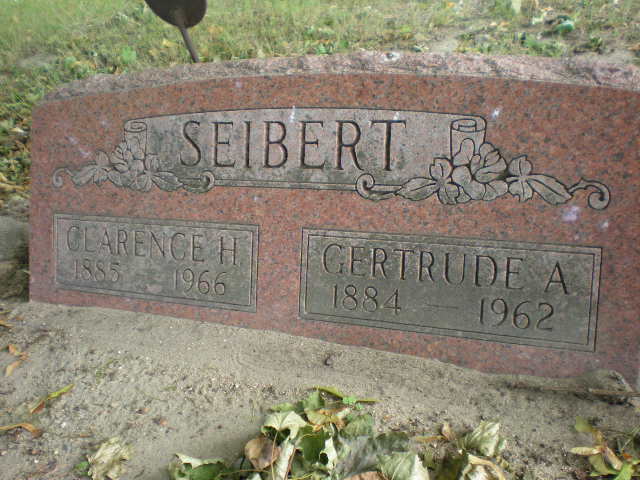 SEIBERT
CLARENCE H
1885 — 1966
GERTRUDE A
1884 — 1962